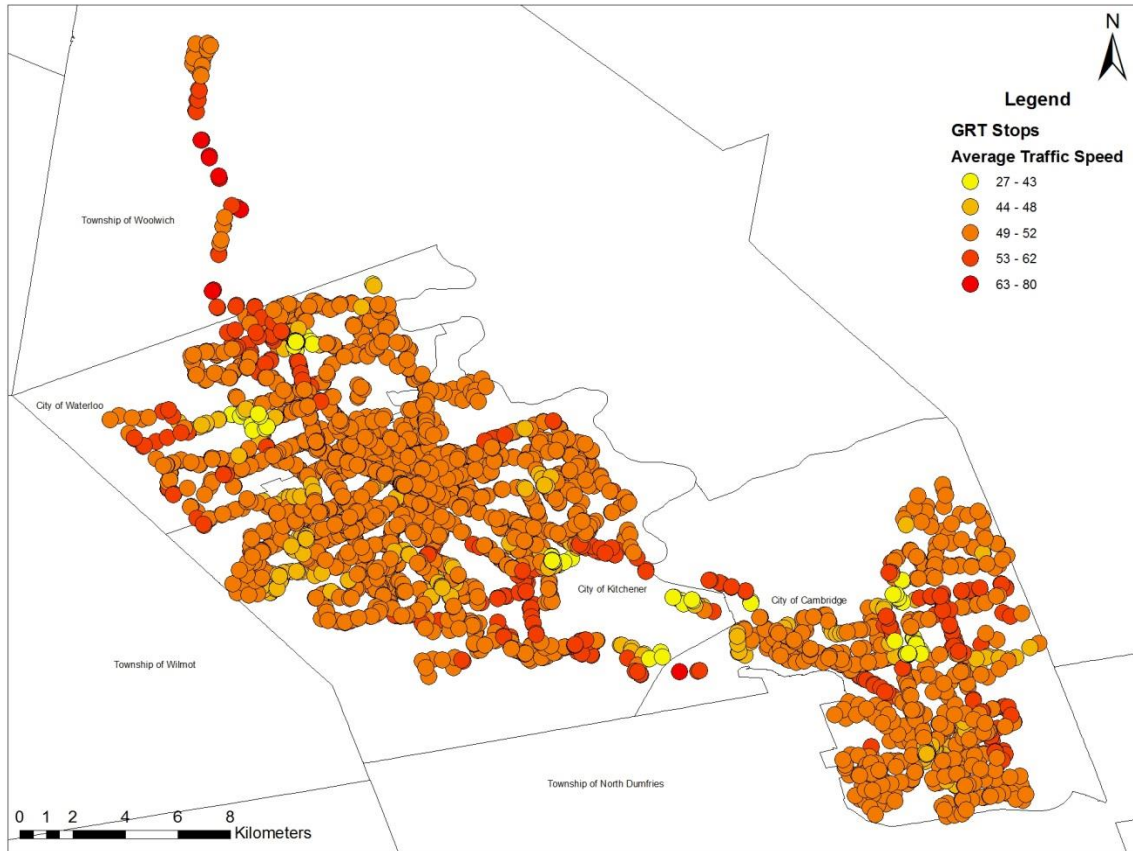 N
Legend
GRT Stops
Average Traffic Speed
27 - 43
44 - 48
49 - 52
53 - 62
63 - 80
Township of Woolwich
City of Waterloo
City of Kitchener
City of Cambridge
Township of Wilmot
Township of North Dumfries
0 1 2 4 6 8
Kilometers